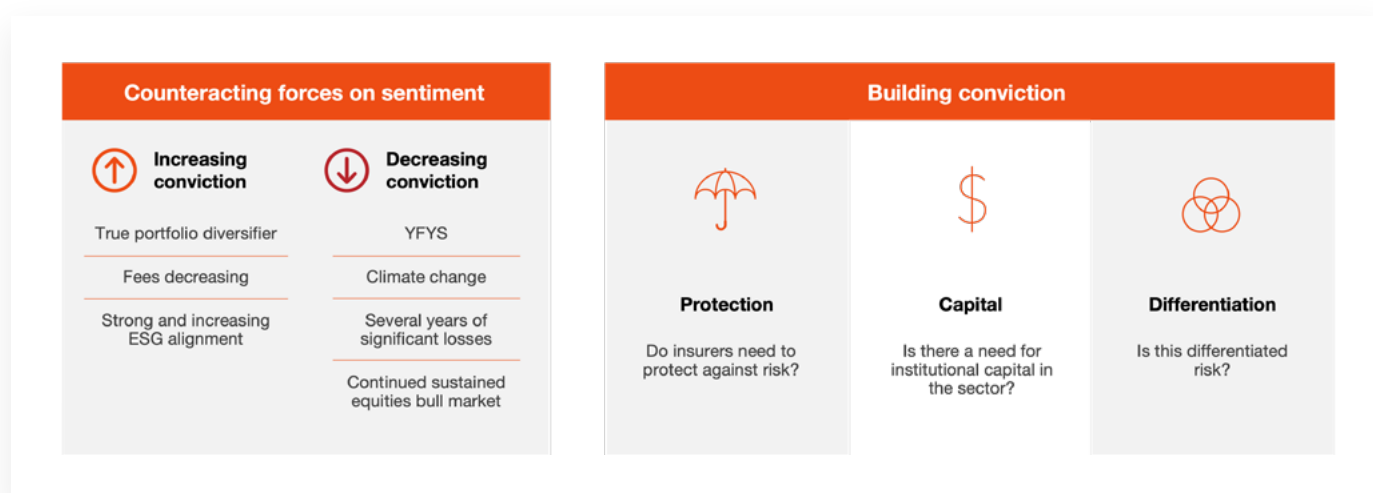 Counteracting forces on sentiment
Increasing
conviction
True portfolio diversifier
Fees decreasing
Strong and increasing
ESG alignment
Decreasing
conviction
YFYS
Climate change
Several years of
significant losses
Continued sustained
equities bull market
Building conviction
Protection
Do insurers need to
protect against risk?
$
Capital
Is there a need for
institutional capital in
the sector?
Differentiation
Is this differentiated
risk?